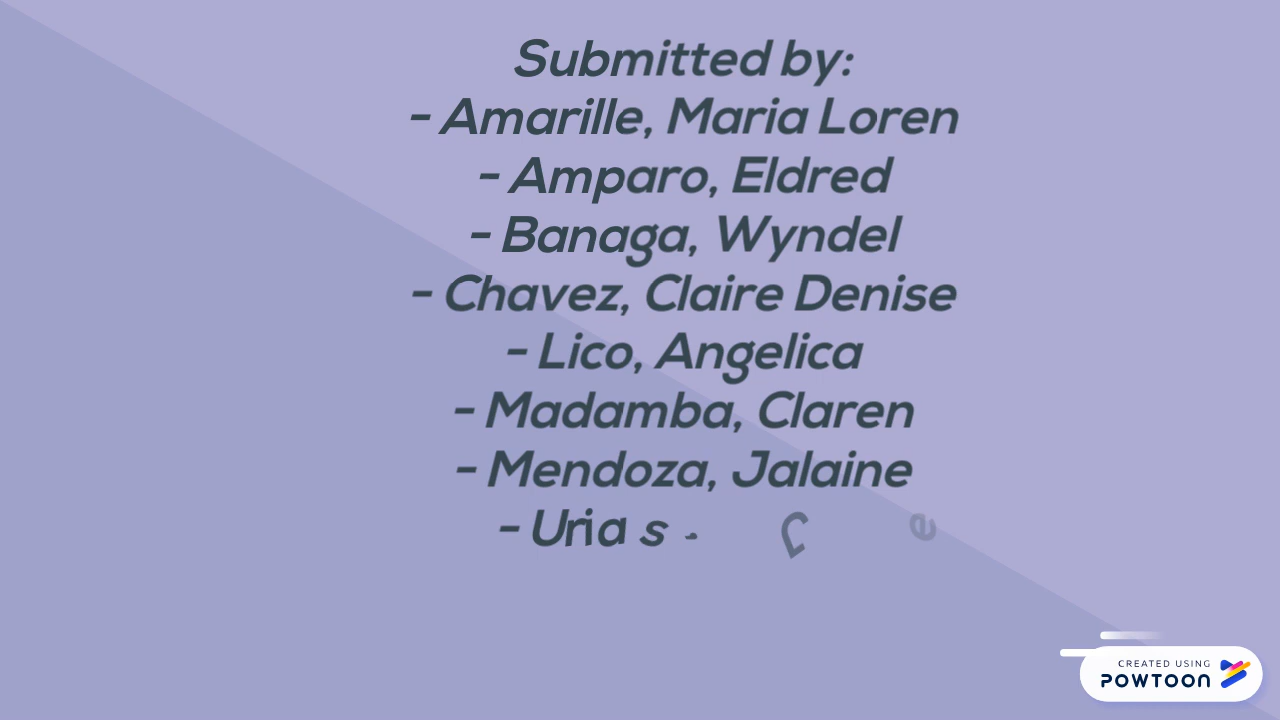 Submitted by:
- Amarille, Maria Loren
- Amparo, Eldred
- Banaga, Wyndel
- Chavez, Claire Denise
- Lico, Angelica
- Madamba, Claren
- Mendoza, Jalaine
- Urias
CREATED USING
POWTOON